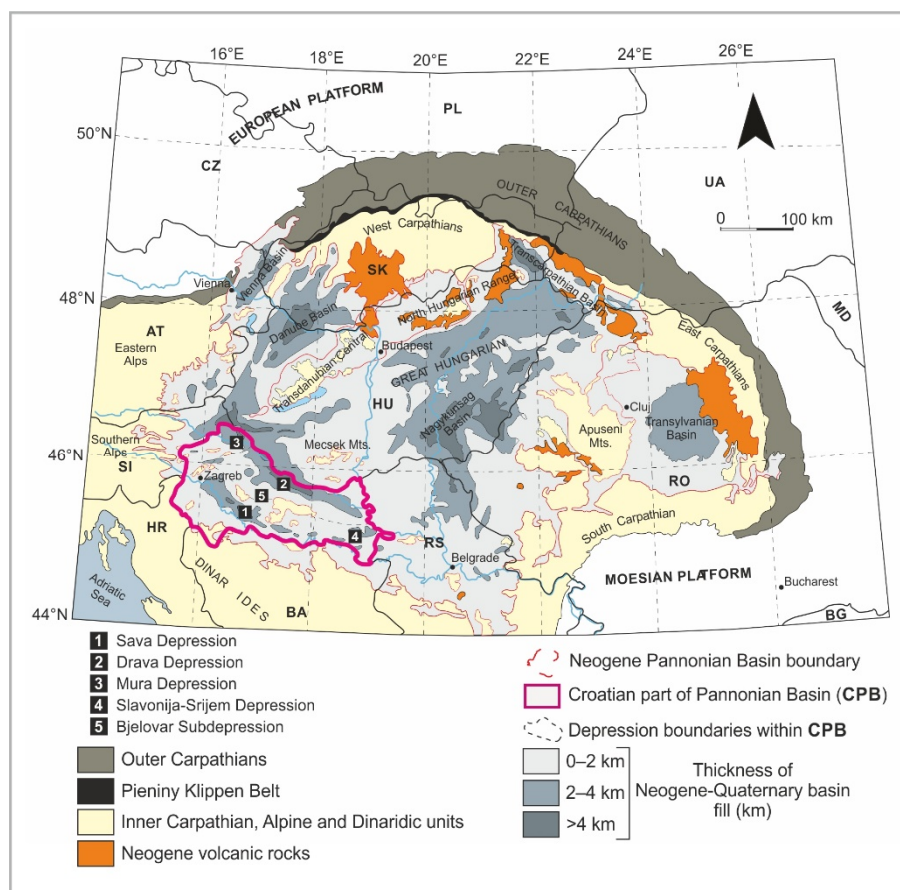 16°E 18°E 20°E 22°E 24°E 26°E
50°N
48°N
46°N
44°N
EUROPEAN PLATFORM
PL
CZ
UA
OUTER CARPATHIANS
0 100 km
West Carpathians
SK
Vienna
Vienna Basin
Transcarpathian Basin
North-Hungarian Range
MD
AT
Eastern Alps
Danube Basin
Budapest
East Carpathians
Transdanubian Central
GREAT HUNGARIAN
HU
Cluj
Nagykunság Basin
Apuseni
Mts.
Transylvanian
Basin
Southern
Alps
3
Mecsek Mts.
SI
Zagreb
2
RO
5
1
HR
4
RS
South Carpathian
Belgrade
DINAR
IDES
MOESIAN PLATFORM
Adriatic
Sea
BA
Bucharest
BG
1 Sava Depression
2 Drava Depression
3 Mura Depression
4 Slavonija-Srijem Depression
5 Bjelovar Subdepression
Outer Carpathians
Pieniny Klippen Belt
Inner Carpathian, Alpine and Dinaridic units
Neogene volcanic rocks
Neogene Pannonian Basin boundary
Croatian part of Pannonian Basin (CPB)
Depression boundaries within CPB
0–2 km
2–4 km
>4 km
Thickness of
Neogene-Quaternary basin
fill (km)